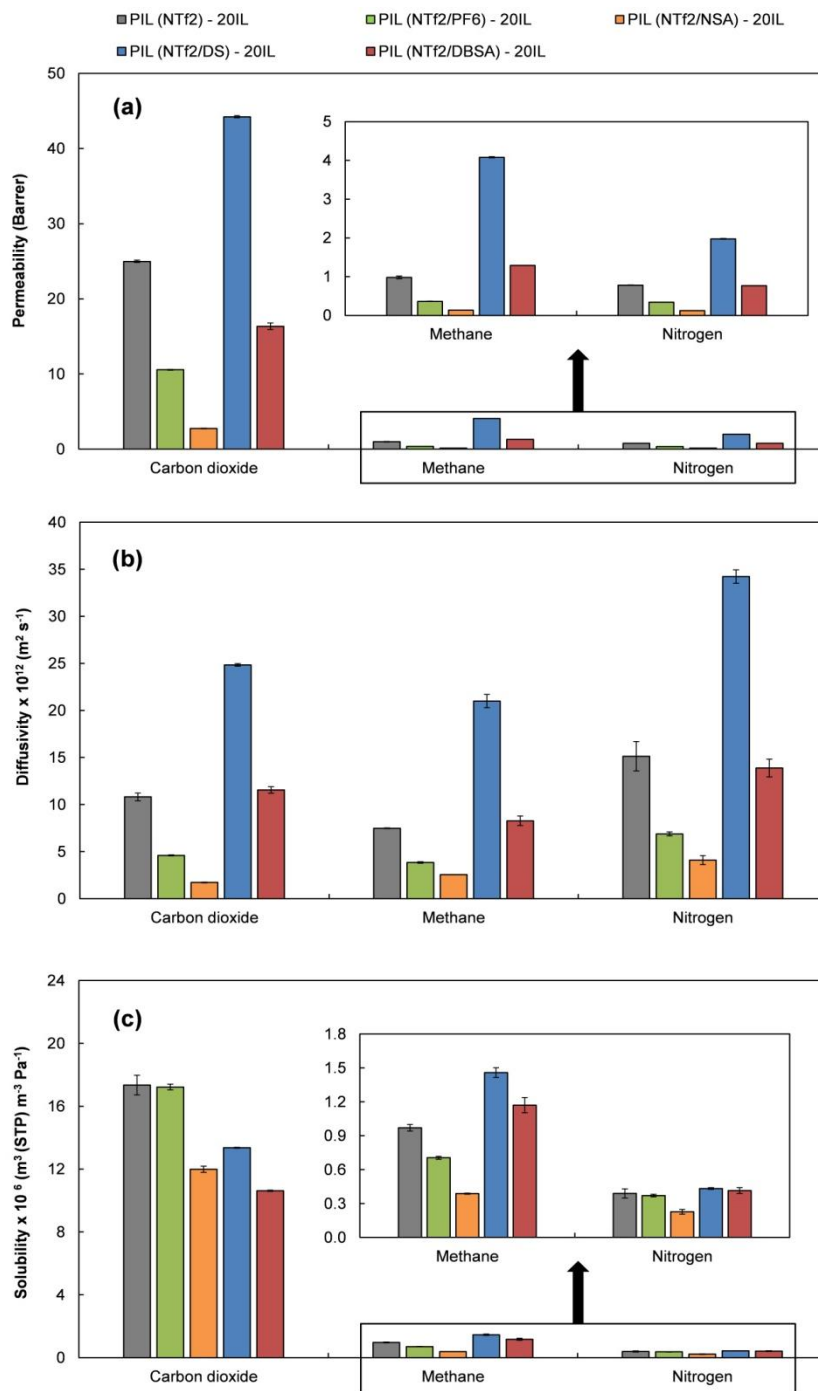 PIL (NTf2) - 20IL PIL (NTf2/PF6) - 20IL PIL (NTf2/NSA) - 20IL
PIL (NTf2/DS) - 20IL PIL (NTf2/DBSA) - 20IL
(a)
Permeability (Barrer)
50
40
30
20
10
0
Carbon dioxide Methane Nitrogen
5
4
3
2
1
0
Methane Nitrogen
(b)
Diffusivity x 10¹² (m² s⁻¹)
40
35
30
25
20
15
10
5
0
Carbon dioxide Methane Nitrogen
(c)
Solubility x 10⁶ (m³ (STP) m⁻³ Pa⁻¹)
24
20
16
12
8
4
0
Carbon dioxide Methane Nitrogen
1.8
1.5
1.2
0.9
0.6
0.3
0.0
Methane Nitrogen